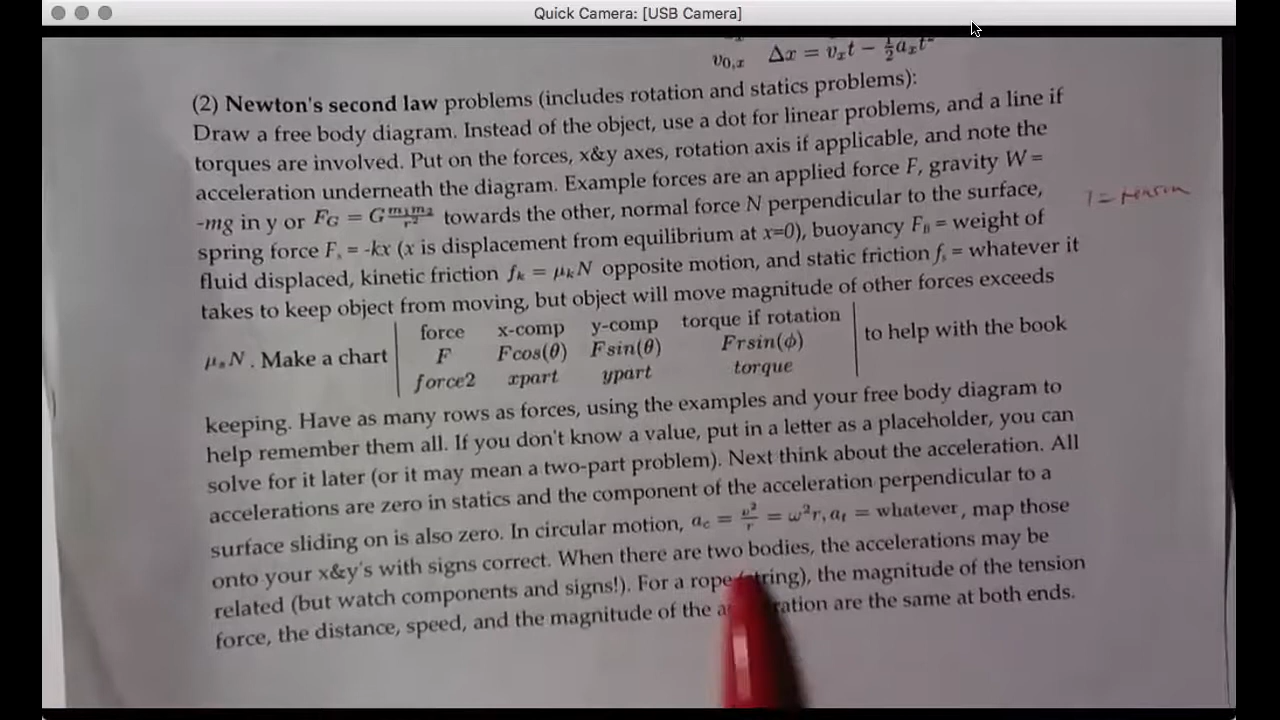 Quick Camera: [USB Camera]
v₀,ₓ Δx = vₓt − ½aₓt²
(2) Newton's second law problems (includes rotation and statics problems):
Draw a free body diagram. Instead of the object, use a dot for linear problems, and a line if
torques are involved. Put on the forces, x&y axes, rotation axis if applicable, and note the
acceleration underneath the diagram. Example forces are an applied force F, gravity W =
-mg in y or F_G = G m₁m₂/r² towards the other, normal force N perpendicular to the surface,
= tension
spring force Fₛ = -kx (x is displacement from equilibrium at x=0), buoyancy F_B = weight of
fluid displaced, kinetic friction fₖ = μₖN opposite motion, and static friction fₛ = whatever it
takes to keep object from moving, but object will move magnitude of other forces exceeds
force x-comp y-comp torque if rotation
μₛN . Make a chart F Fcos(θ) Fsin(θ) Frsin(ϕ) to help with the book
force2 xpart ypart torque
keeping. Have as many rows as forces, using the examples and your free body diagram to
help remember them all. If you don't know a value, put in a letter as a placeholder, you can
solve for it later (or it may mean a two-part problem). Next think about the acceleration. All
accelerations are zero in statics and the component of the acceleration perpendicular to a
surface sliding on is also zero. In circular motion, a_c = v²/r = ω²r, aₜ = whatever, map those
onto your x&y's with signs correct. When there are two bodies, the accelerations may be
related (but watch components and signs!). For a rope (string), the magnitude of the tension
force, the distance, speed, and the magnitude of the are the same at both ends.